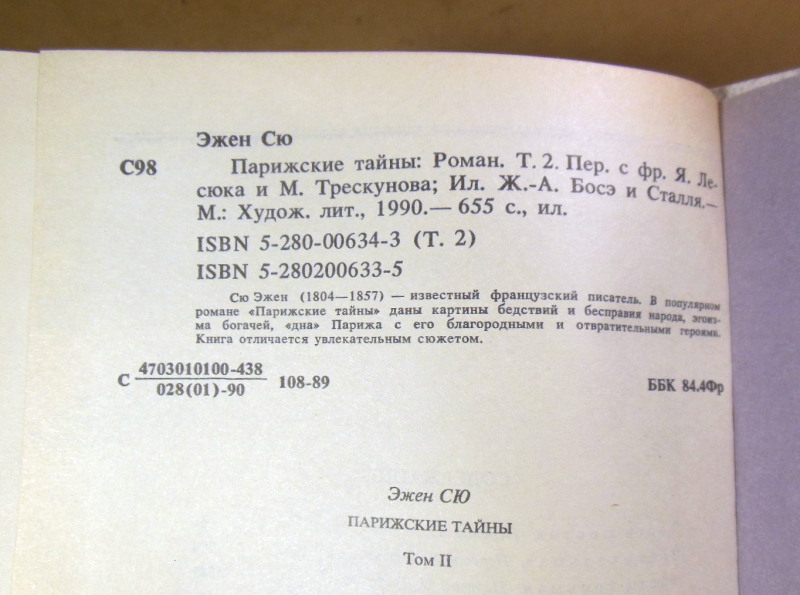 Эжен Сю
С98
Парижские тайны: Роман. Т. 2. Пер. с фр. Я. Ле-
сюка и М. Трескунова; Ил. Ж.-А. Босэ и Сталля.—
М.: Худож. лит., 1990.— 655 с., ил.
ISBN 5-280-00634-3 (Т. 2)
ISBN 5-280200633-5
Сю Эжен (1804—1857) — известный французский писатель. В популярном
романе «Парижские тайны» даны картины бедствий и бесправия народа, эгоиз-
ма богачей, «дна» Парижа с его благородными и отвратительными героями.
Книга отличается увлекательным сюжетом.
С 4703010100-438
028(01)-90
108-89
ББК 84.4Фр
Эжен СЮ
ПАРИЖСКИЕ ТАЙНЫ
Том II